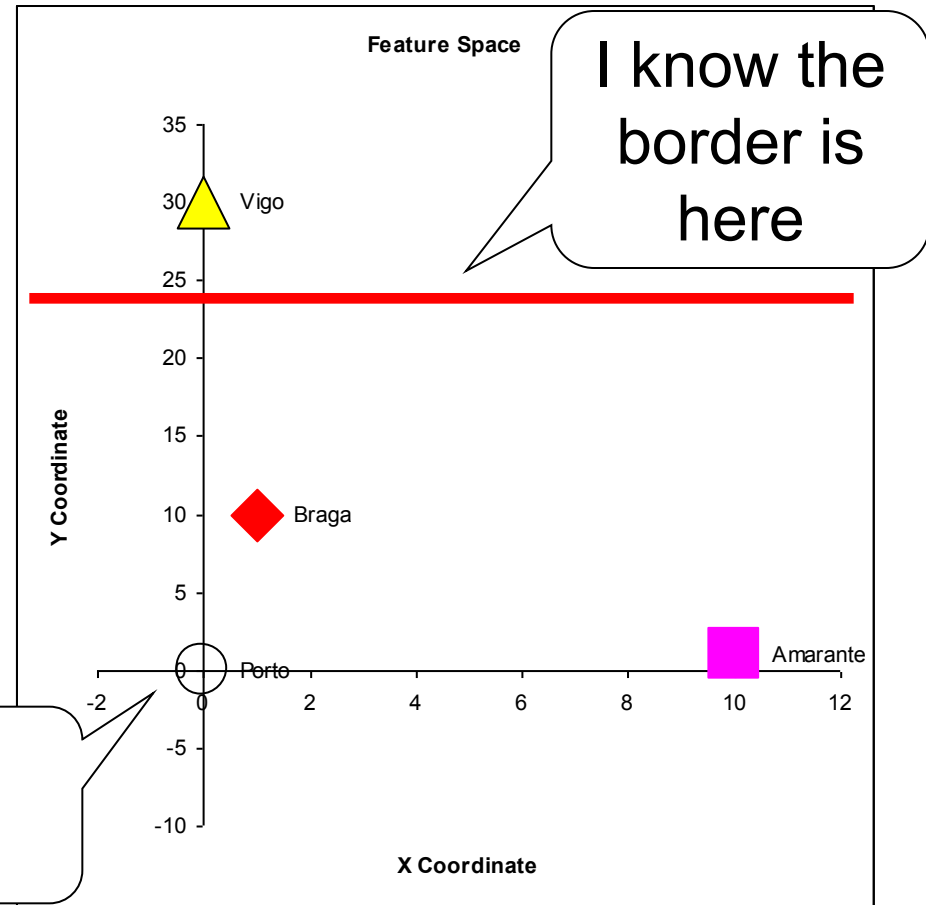 Feature Space
I know the
border is
here
35
30
Vigo
25
20
15
Y Coordinate
10
Braga
5
0
Porto
Amarante
-2
0
2
4
6
8
10
12
-5
-10
X Coordinate